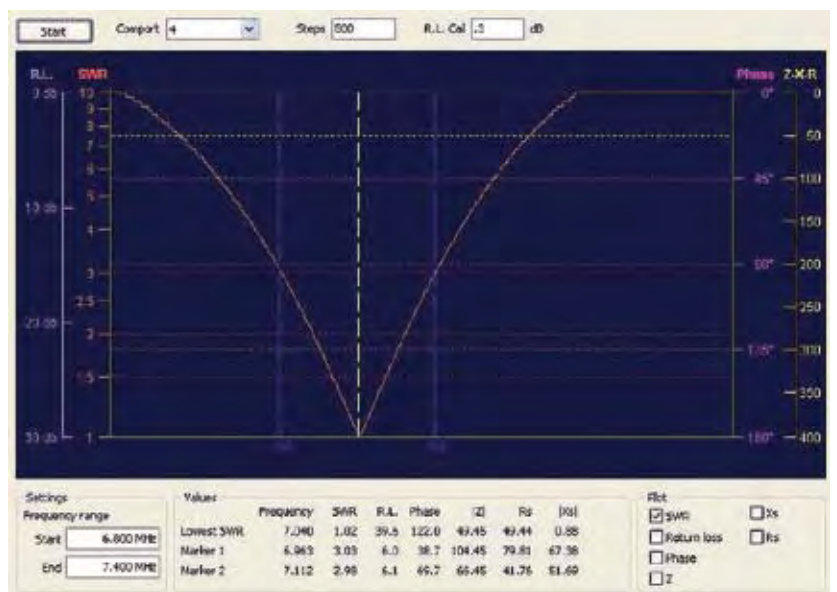 Start Comport 4 Steps 500 R.L. Cal .3 dB
R.L. SWR Phase Z-X-R
10 0° 0
9
8 50
7
6
5 45° 100
4 150
3 90° 200
2.5 250
2 300
1.5 350
30 dB 1 180° 400
Settings Values Plot
Frequency range Frequency SWR R.L. Phase |Z| Rs |Xs|
Start 6.800 MHz Lowest SWR 7.040 1.02 39.5 122.0 49.45 49.44 0.88
End 7.400 MHz Marker 1 6.963 3.03 6.0 38.7 104.45 79.81 67.38
Marker 2 7.112 2.98 6.1 69.7 66.45 41.76 51.69
SWR Xs
Return loss Rs
Phase
Z